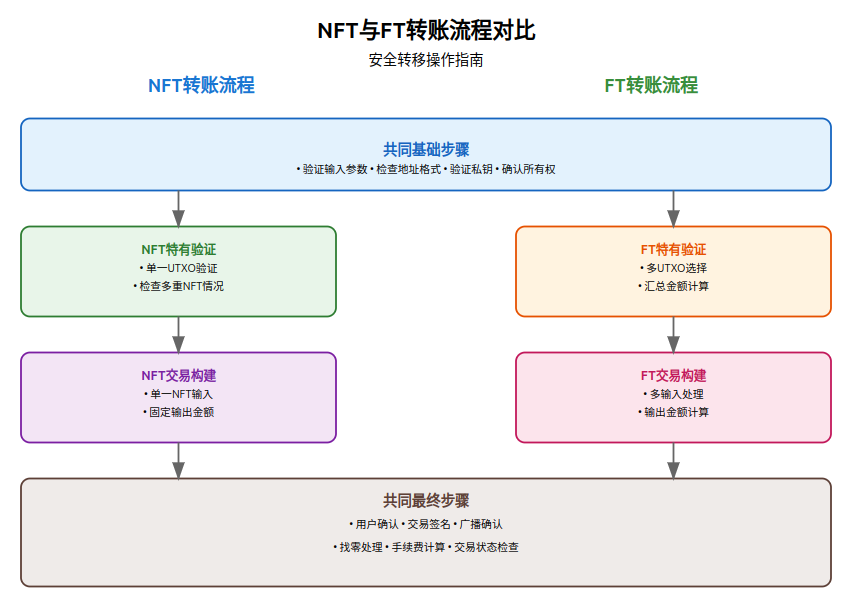 NFT与FT转账流程对比
安全转移操作指南
NFT转账流程
FT转账流程
共同基础步骤
• 验证输入参数 • 检查地址格式 • 验证私钥 • 确认所有权
NFT特有验证
• 单一UTXO验证
• 检查多重NFT情况
FT特有验证
• 多UTXO选择
• 汇总金额计算
NFT交易构建
• 单一NFT输入
• 固定输出金额
FT交易构建
• 多输入处理
• 输出金额计算
共同最终步骤
• 用户确认 • 交易签名 • 广播确认
• 找零处理 • 手续费计算 • 交易状态检查